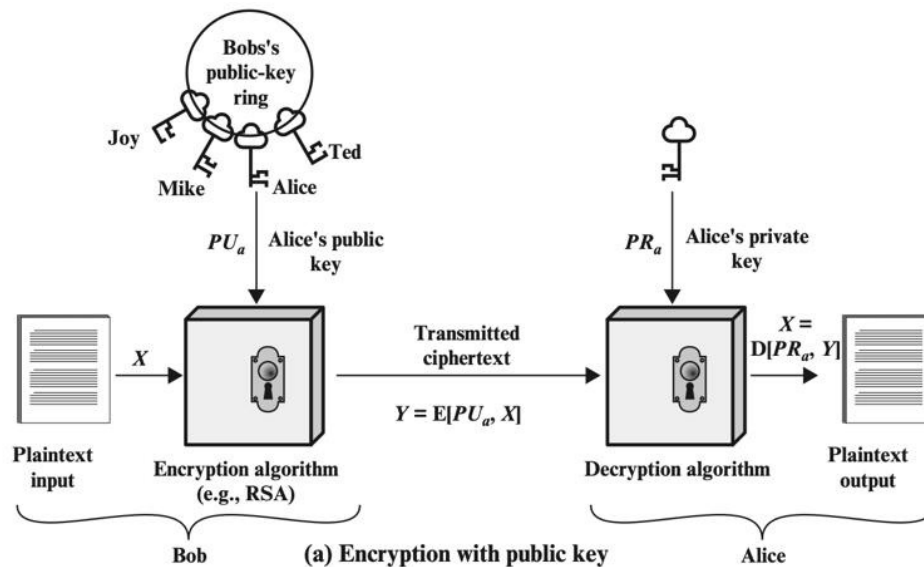 Bobs's
public-key
ring
Joy
Mike
Alice
Ted
PUa
Alice's public
key
PRa
Alice's private
key
X
Transmitted
ciphertext
Y = E[PUa, X]
X =
D[PRa, Y]
Plaintext
input
Encryption algorithm
(e.g., RSA)
Decryption algorithm
Plaintext
output
Bob
(a) Encryption with public key
Alice